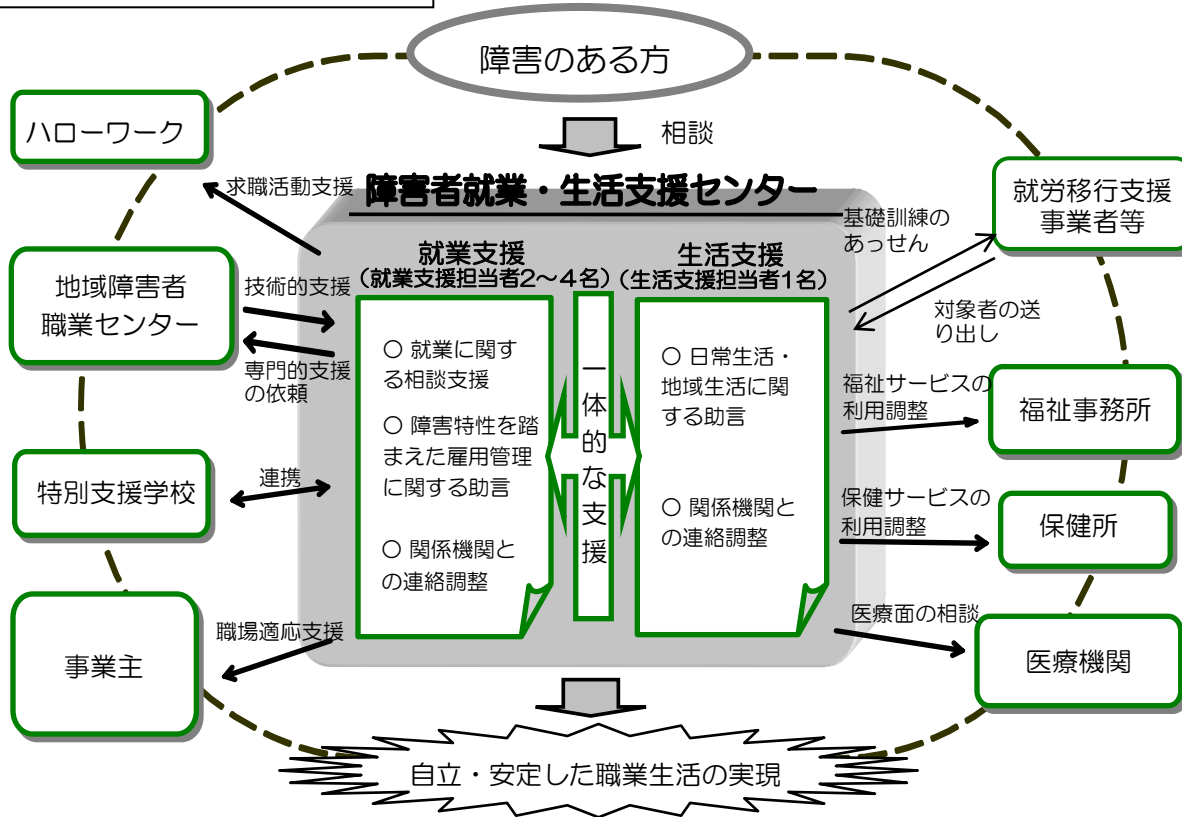 障害のある方
相談
ハローワーク
求職活動支援
障害者就業・生活支援センター
就労移行支援
事業者等
基礎訓練の
あっせん
就業支援
(就業支援担当者2〜4名)
生活支援
(生活支援担当者1名)
地域障害者
職業センター
技術的支援
専門的支援
の依頼
対象者の送
り出し
○ 就業に関す
る相談支援
○ 障害特性を踏
まえた雇用管理
に関する助言
○ 関係機関と
の連絡調整
一体的な支援
○ 日常生活・
地域生活に関
する助言
○ 関係機関と
の連絡調整
福祉サービスの
利用調整
福祉事務所
特別支援学校
連携
保健サービスの
利用調整
保健所
職場適応支援
事業主
医療面の相談
医療機関
自立・安定した職業生活の実現